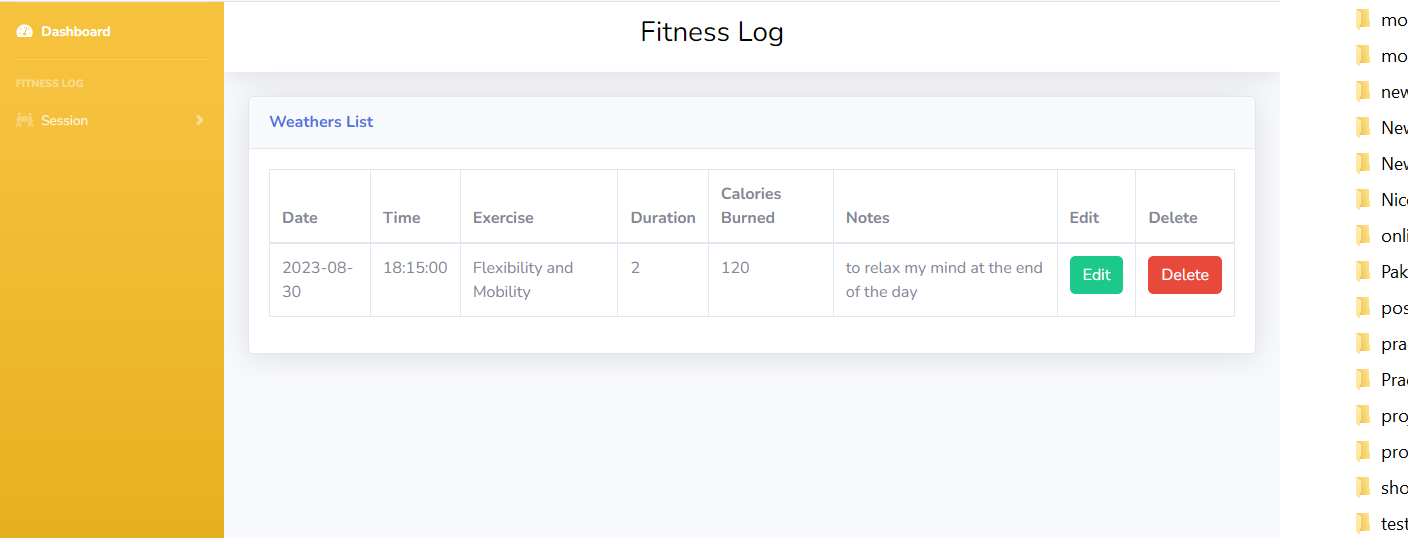 Dashboard
FITNESS LOG
Session
Fitness Log
Weathers List
Date Time Exercise Duration Calories Burned Notes Edit Delete
2023-08-30 18:15:00 Flexibility and Mobility 2 120 to relax my mind at the end of the day Edit Delete
mo
mo
new
New
New
Nic
onli
Pak
pos
pra
Pra
pro
pro
sho
test